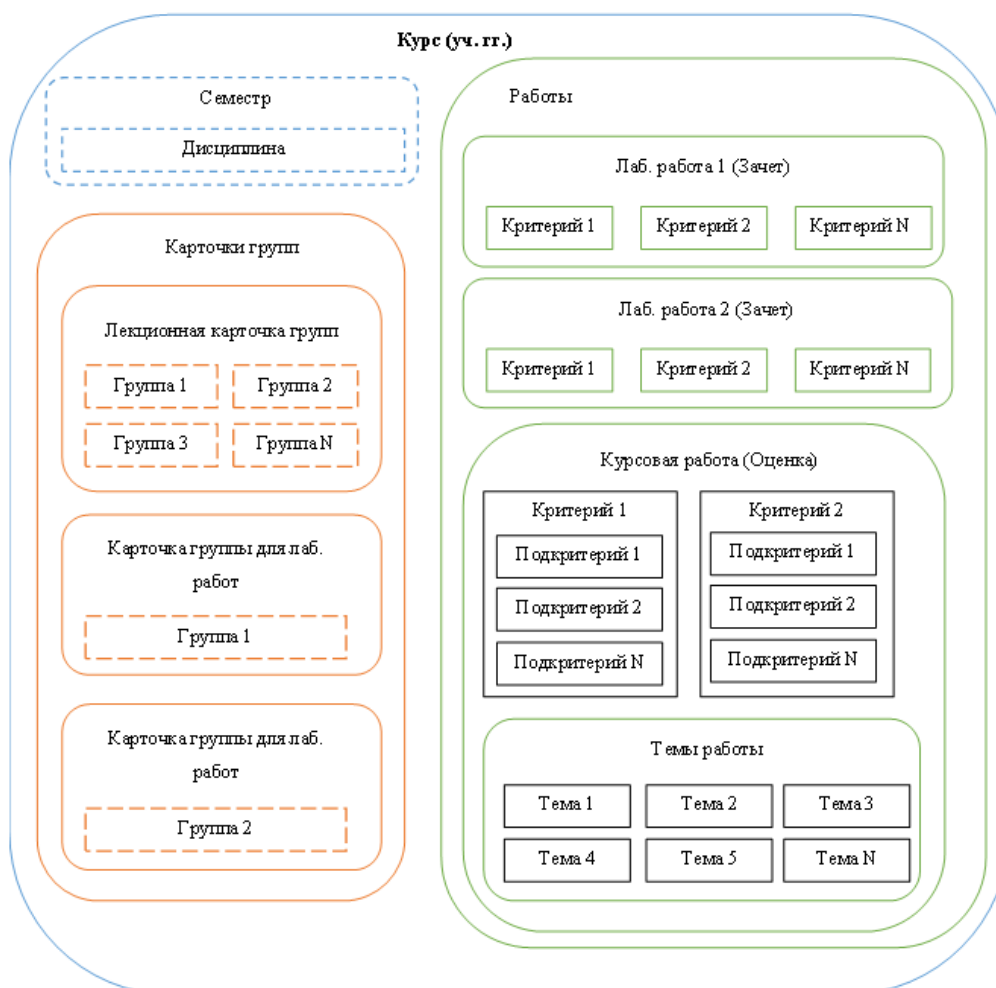 Курс (уч. гг.)
Семестр
Дисциплина
Карточки групп
Лекционная карточка групп
Группа 1
Группа 2
Группа 3
Группа N
Карточка группы для лаб.
работ
Группа 1
Карточка группы для лаб.
работ
Группа 2
Работы
Лаб. работа 1 (Зачет)
Критерий 1
Критерий 2
Критерий N
Лаб. работа 2 (Зачет)
Критерий 1
Критерий 2
Критерий N
Курсовая работа (Оценка)
Критерий 1
Подкритерий 1
Подкритерий 2
Подкритерий N
Критерий 2
Подкритерий 1
Подкритерий 2
Подкритерий N
Темы работы
Тема 1
Тема 2
Тема 3
Тема 4
Тема 5
Тема N